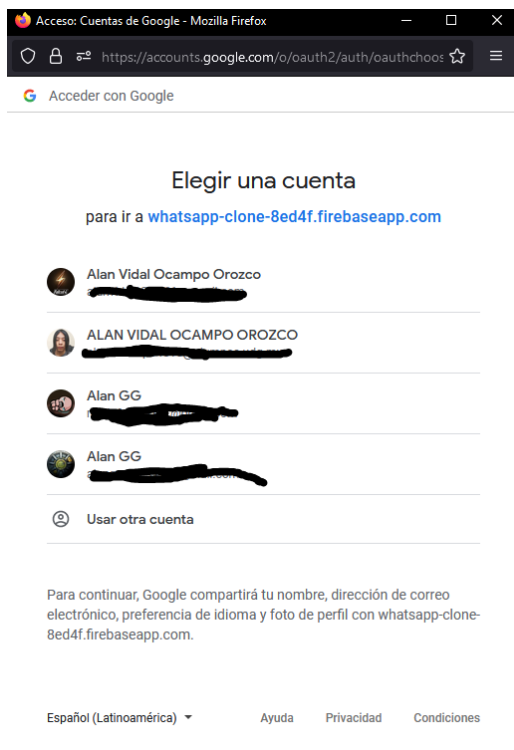 Acceso: Cuentas de Google - Mozilla Firefox
https://accounts.google.com/o/oauth2/auth/oauthchoos
Acceder con Google
Elegir una cuenta
para ir a whatsapp-clone-8ed4f.firebaseapp.com
Alan Vidal Ocampo Orozco
ALAN VIDAL OCAMPO OROZCO
Alan GG
Alan GG
Usar otra cuenta
Para continuar, Google compartirá tu nombre, dirección de correo
electrónico, preferencia de idioma y foto de perfil con whatsapp-clone-
8ed4f.firebaseapp.com.
Español (Latinoamérica) Ayuda Privacidad Condiciones